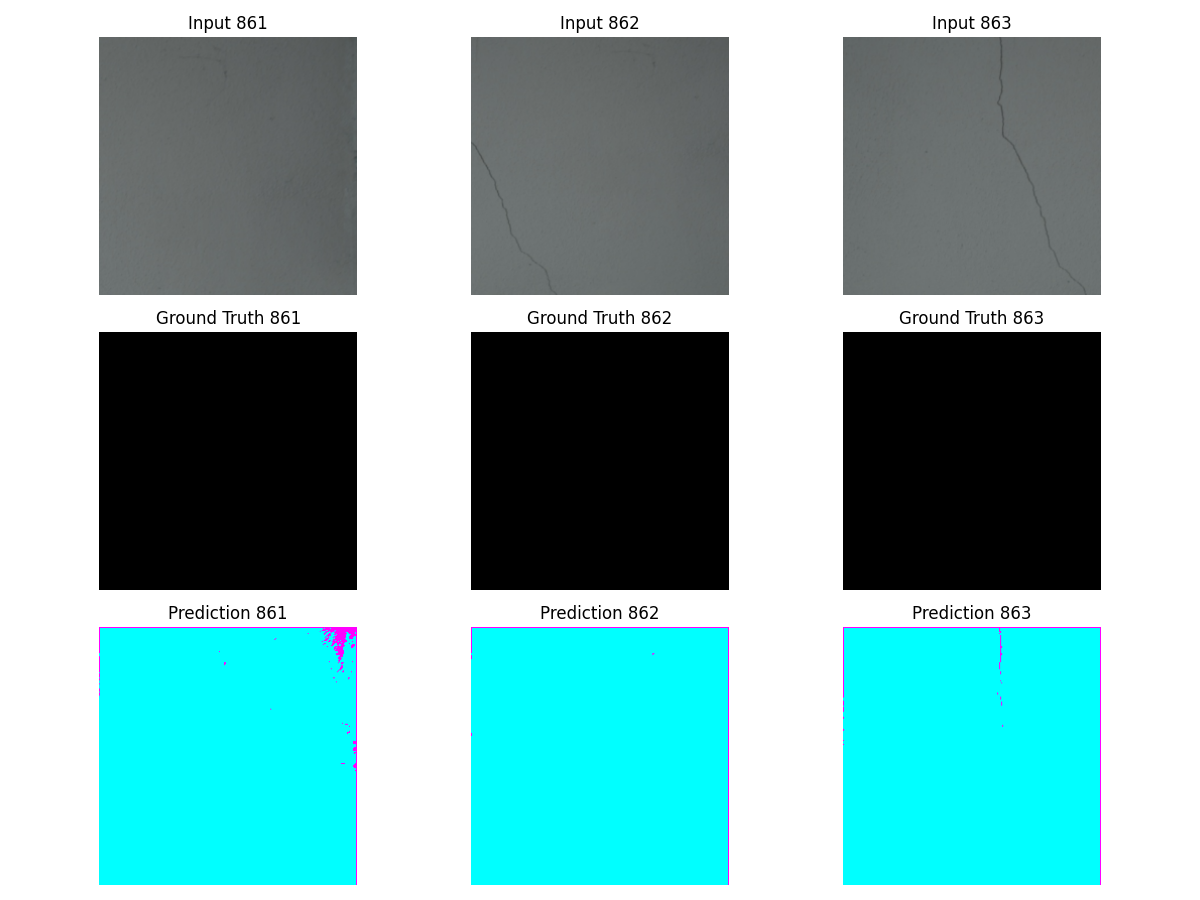 Input 861
Input 862
Input 863
Ground Truth 861
Ground Truth 862
Ground Truth 863
Prediction 861
Prediction 862
Prediction 863